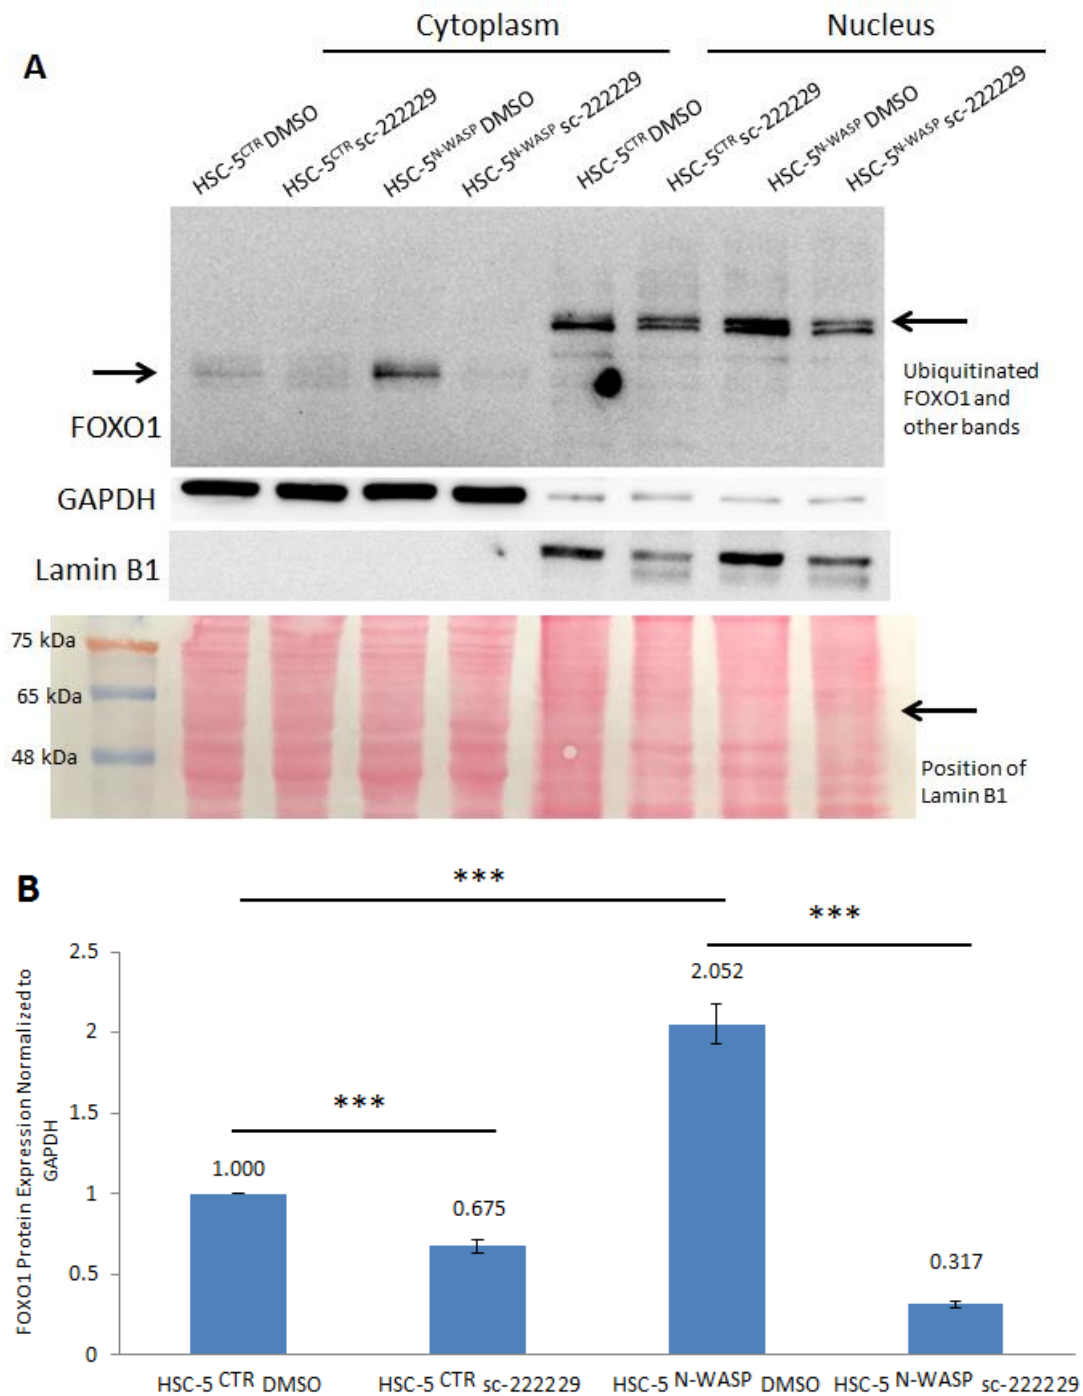 Cytoplasm
Nucleus
A
HSC-5CTR DMSO
HSC-5CTR sc-222229
HSC-5N-WASP DMSO
HSC-5N-WASP sc-222229
HSC-5CTR DMSO
HSC-5CTR sc-222229
HSC-5N-WASP DMSO
HSC-5N-WASP sc-222229
Ubiquitinated
FOXO1 and
other bands
FOXO1
GAPDH
Lamin B1
75 kDa
65 kDa
48 kDa
Position of
Lamin B1
B
***
***
***
FOXO1 Protein Expression Normalized to
GAPDH
2.5
2
1.5
1
0.5
0
1.000
0.675
2.052
0.317
HSC-5 CTR DMSO
HSC-5 CTR sc-222229
HSC-5 N-WASP DMSO
HSC-5 N-WASP sc-222229